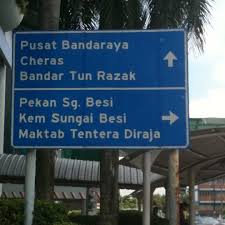 Pusat Bandaraya
Cheras
Bandar Tun Razak
Pekan Sg. Besi
Kem Sungai Besi
Maktab Tentera Diraja